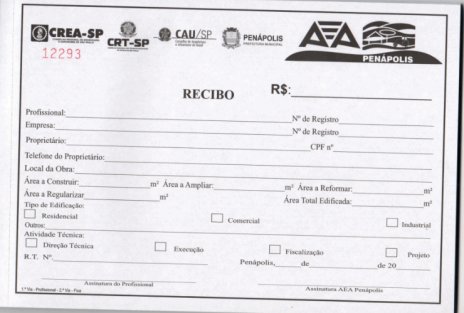 CREA-SP
CRT-SP
CAU/SP
PENÁPOLIS
PREFEITURA MUNICIPAL
AEA
PENÁPOLIS
12293
RECIBO R$:
Profissional: Nº de Registro
Empresa: Nº de Registro
Proprietário: CPF nº
Telefone do Proprietário:
Local da Obra:
Área a Construir: m² Área a Ampliar: m² Área a Reformar: m²
Área a Regularizar m² Área Total Edificada: m²
Tipo de Edificação:
Residencial Comercial Industrial
Outros:
Atividade Técnica:
Direção Técnica Execução Fiscalização Projeto
R.T. Nº Penápolis, de de 20
Assinatura do Profissional Assinatura AEA Penápolis
1ª Via - Profissional - 2ª Via - Fixa